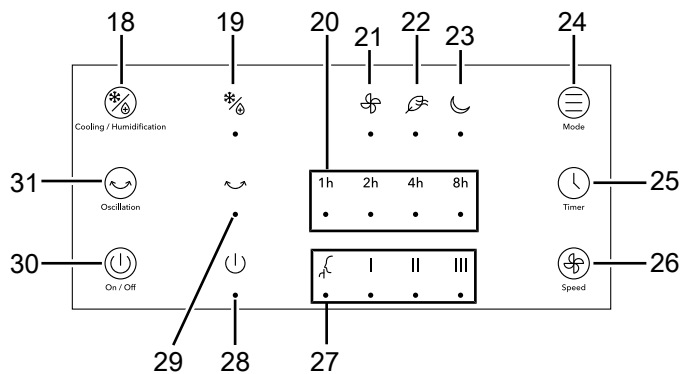 18 19 20 21 22 23 24
Cooling / Humidification
Mode
31 1h 2h 4h 8h 25
Oscillation
Timer
30 I II III 26
On / Off
Speed
29 28 27